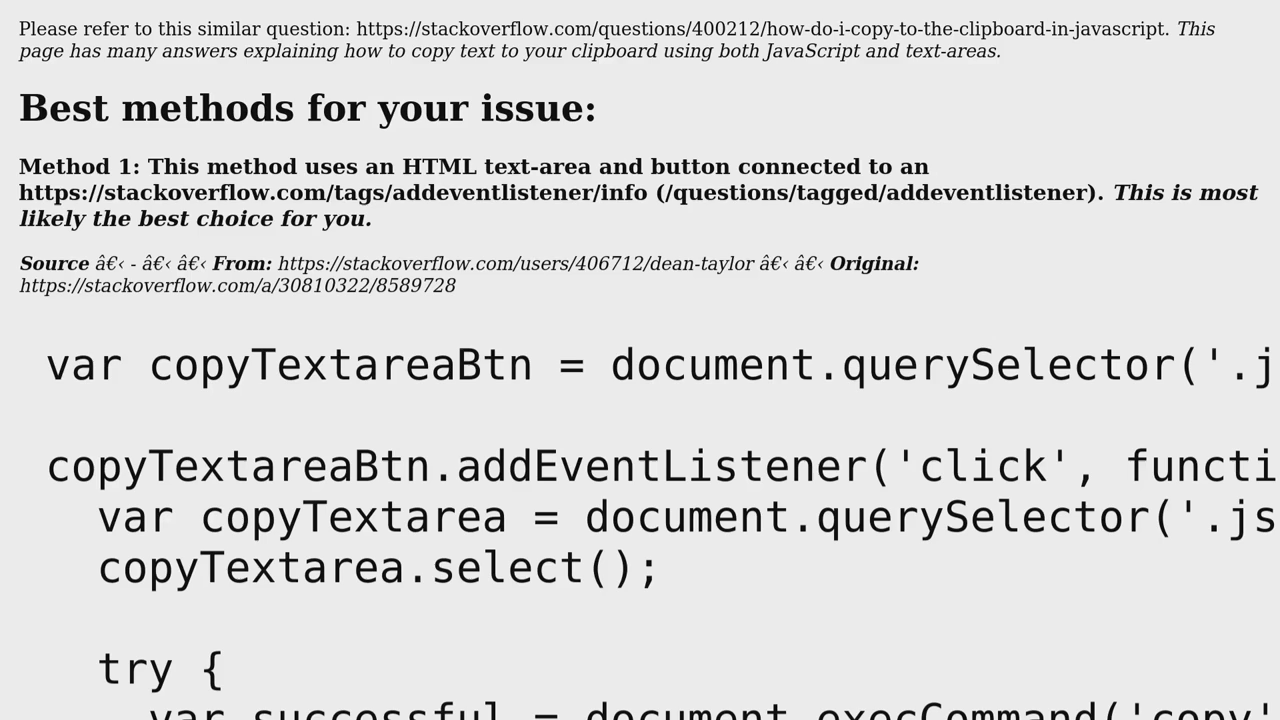 Please refer to this similar question: https://stackoverflow.com/questions/400212/how-do-i-copy-to-the-clipboard-in-javascript. This
page has many answers explaining how to copy text to your clipboard using both JavaScript and text-areas.
Best methods for your issue:
Method 1: This method uses an HTML text-area and button connected to an
https://stackoverflow.com/tags/addeventlistener/info (/questions/tagged/addeventlistener). This is most
likely the best choice for you.
Source â€‹ - â€‹ â€‹ From: https://stackoverflow.com/users/406712/dean-taylor â€‹ â€‹ Original:
https://stackoverflow.com/a/30810322/8589728
var copyTextareaBtn = document.querySelector('.j
copyTextareaBtn.addEventListener('click', functi
  var copyTextarea = document.querySelector('.js
  copyTextarea.select();
  try {
    var successful = document.execCommand('copy'